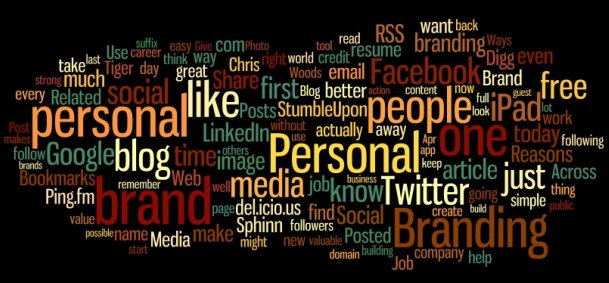 RSS want back
suffix easy Give com Photo tool read branding Ways
take last Use career think way Chris right world credit resume Digg even
strong much Tiger day great Share Woods email Facebook Brand free
every Related social like first Blog better action content now full guest iPad lot
Post personal Posts StumbleUpon people look work
makes LinkedIn without actually away Apr one today following
follow Google blog time use Personal app Reasons
brands image others keep article Across
Bookmarks remember Web well media job business know Twitter going just thing
Ping.fm brand page del.icio.us find Social create build simple public
value Sphinn followers Branding
possible name Media make might new valuable Posted company
start domain building Job help